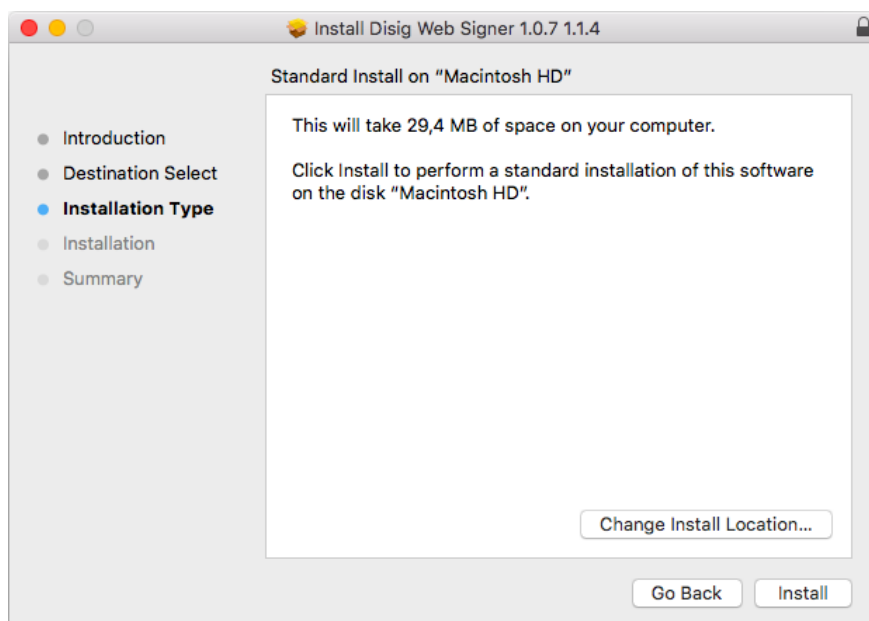 Install Disig Web Signer 1.0.7 1.1.4
Standard Install on “Macintosh HD”
Introduction
Destination Select
Installation Type
Installation
Summary
This will take 29,4 MB of space on your computer.
Click Install to perform a standard installation of this software
on the disk “Macintosh HD”.
Change Install Location...
Go Back
Install